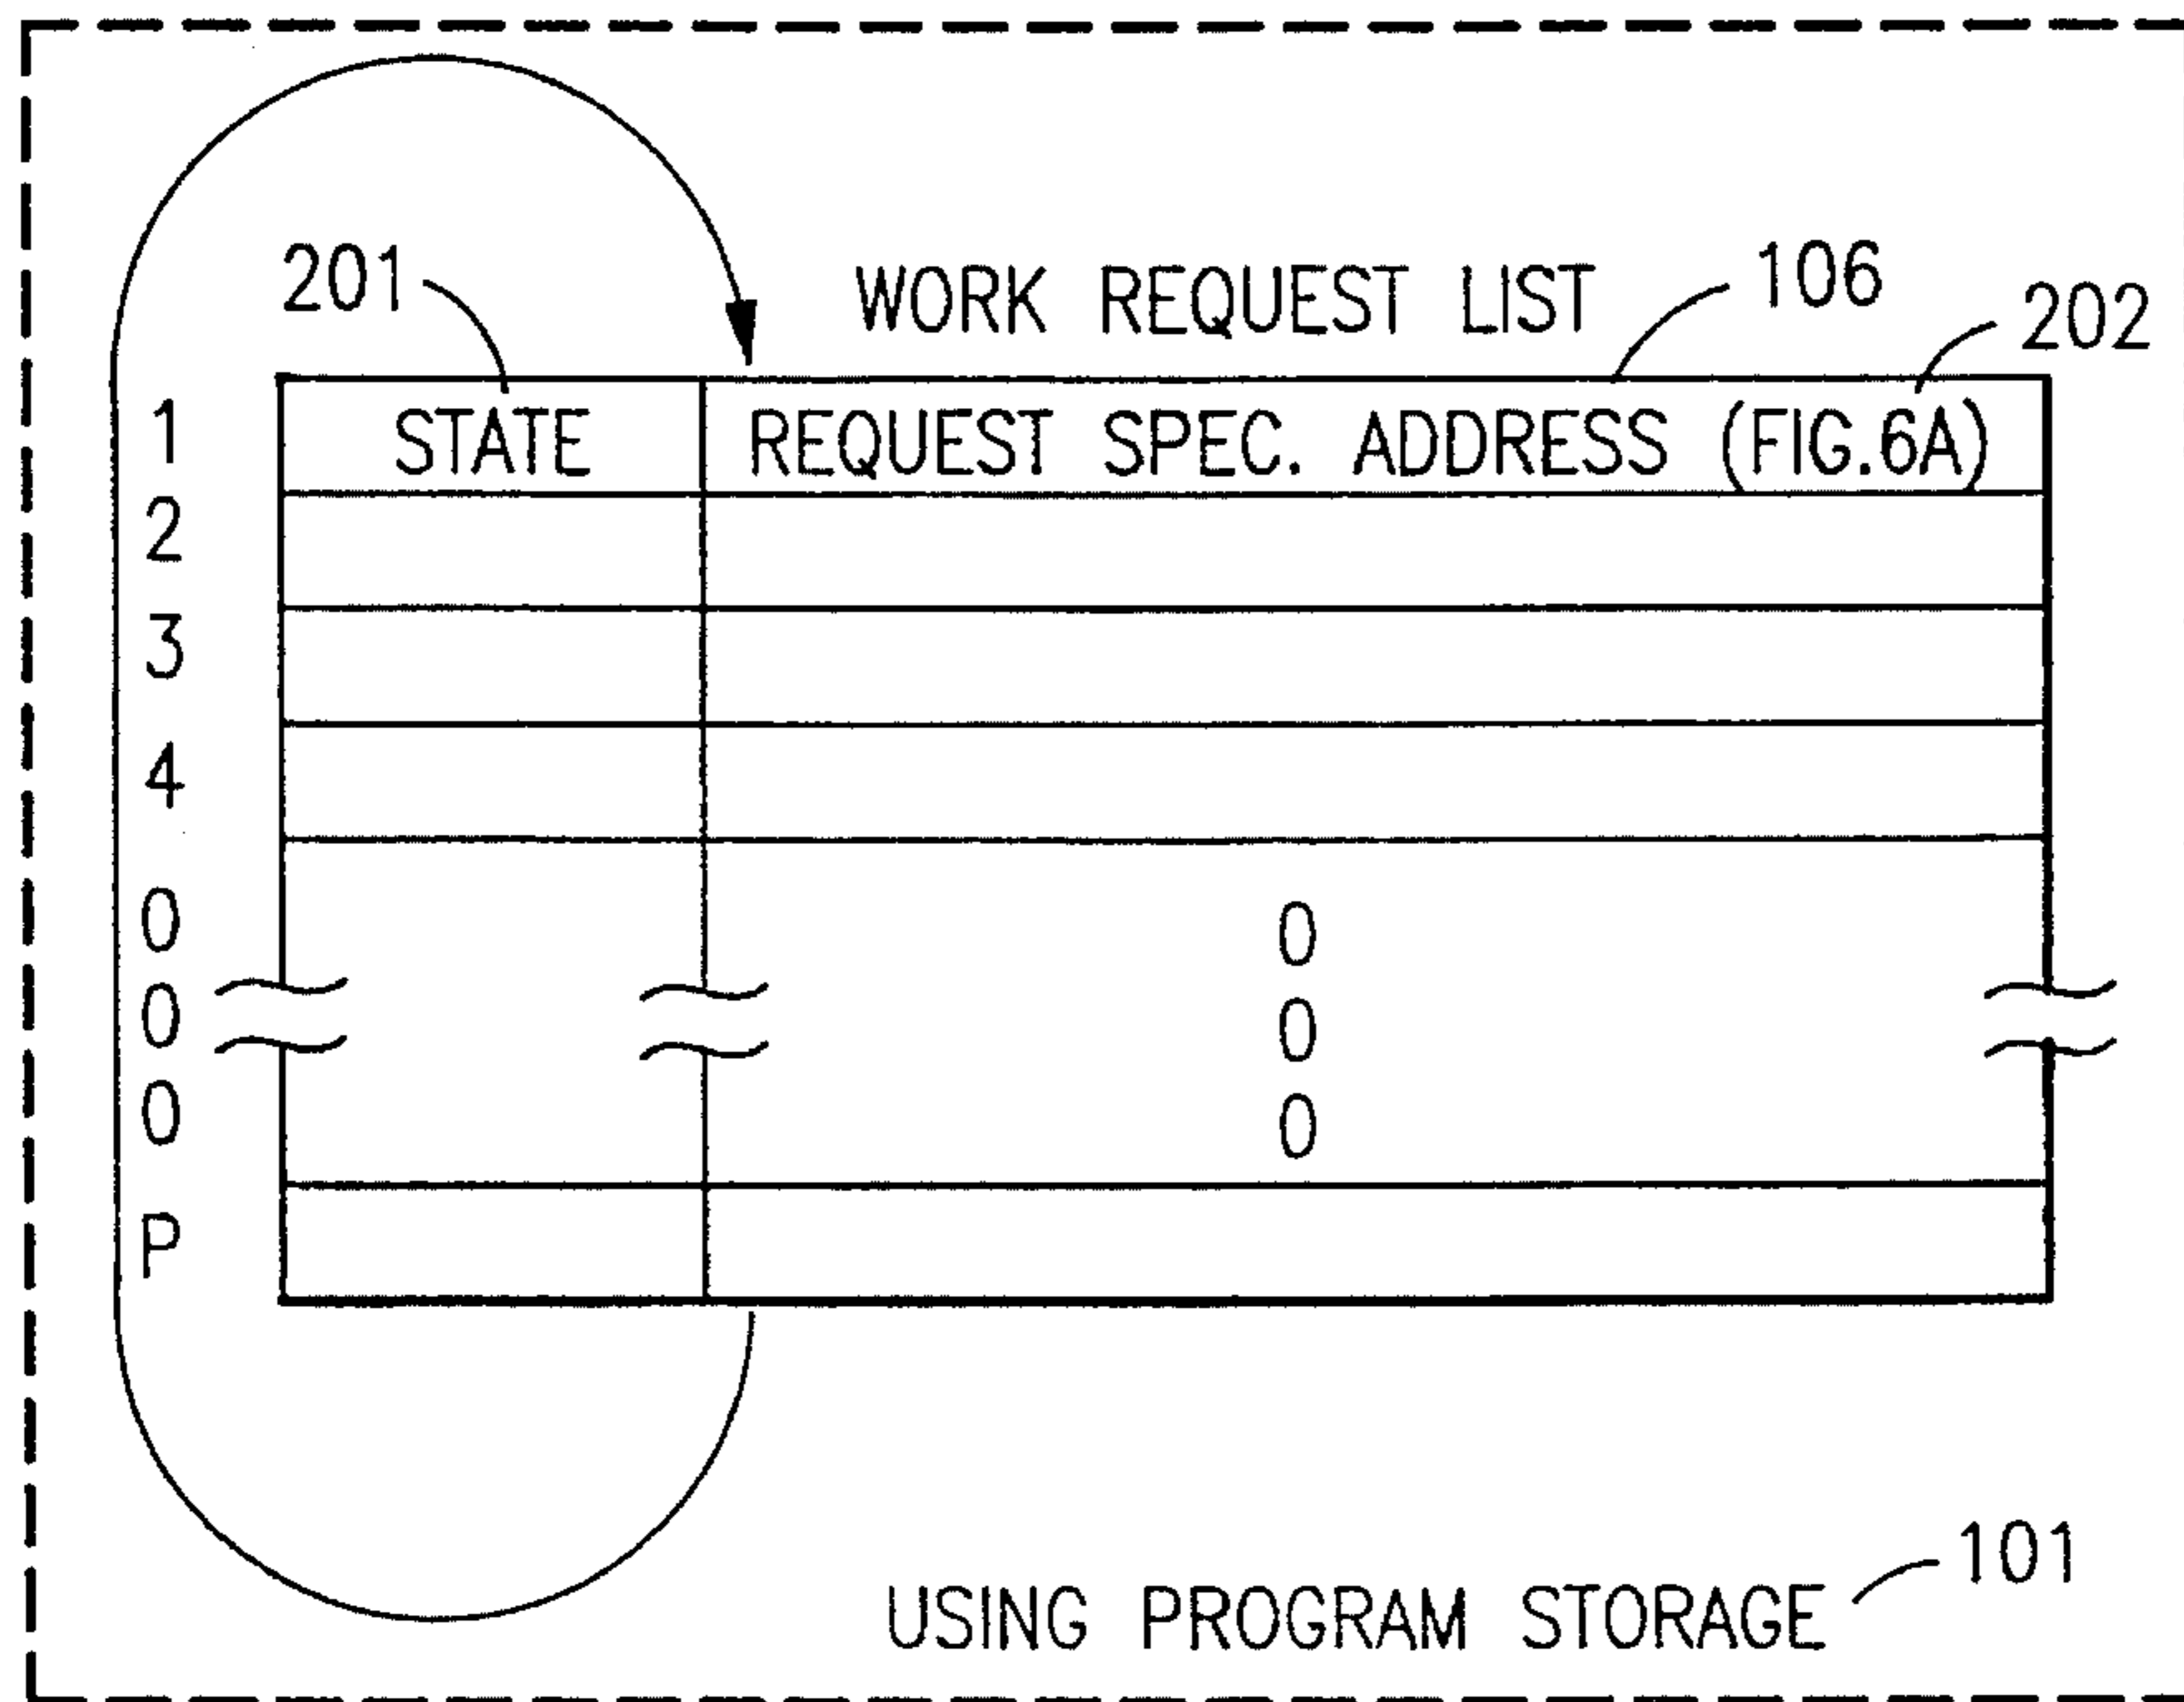 201
WORK REQUEST LIST
106
202
1 STATE REQUEST SPEC. ADDRESS (FIG.6A)
2
3
4
0 0
0 0
0 0
P
USING PROGRAM STORAGE
101